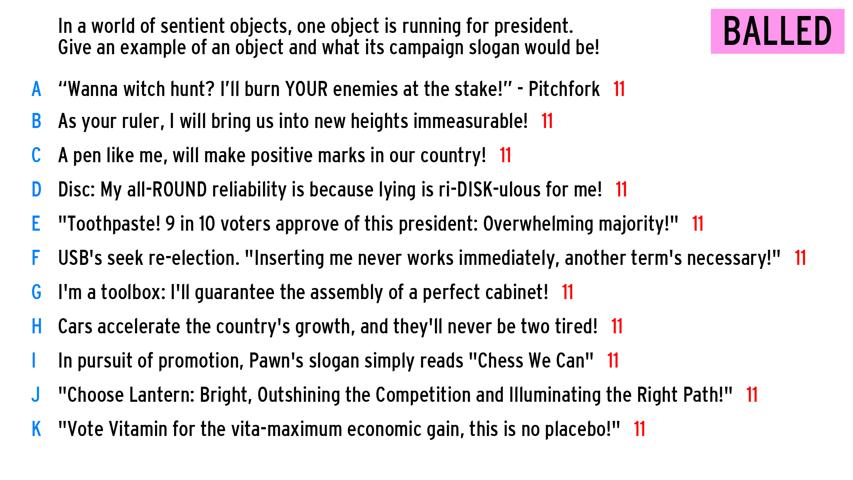 In a world of sentient objects, one object is running for president.
Give an example of an object and what its campaign slogan would be!
BALLED
A “Wanna witch hunt? I’ll burn YOUR enemies at the stake!” - Pitchfork 11
B As your ruler, I will bring us into new heights immeasurable! 11
C A pen like me, will make positive marks in our country! 11
D Disc: My all-ROUND reliability is because lying is ri-DISK-ulous for me! 11
E "Toothpaste! 9 in 10 voters approve of this president: Overwhelming majority!" 11
F USB's seek re-election. "Inserting me never works immediately, another term's necessary!" 11
G I'm a toolbox: I'll guarantee the assembly of a perfect cabinet! 11
H Cars accelerate the country's growth, and they'll never be two tired! 11
I In pursuit of promotion, Pawn's slogan simply reads "Chess We Can" 11
J "Choose Lantern: Bright, Outshining the Competition and Illuminating the Right Path!" 11
K "Vote Vitamin for the vita-maximum economic gain, this is no placebo!" 11